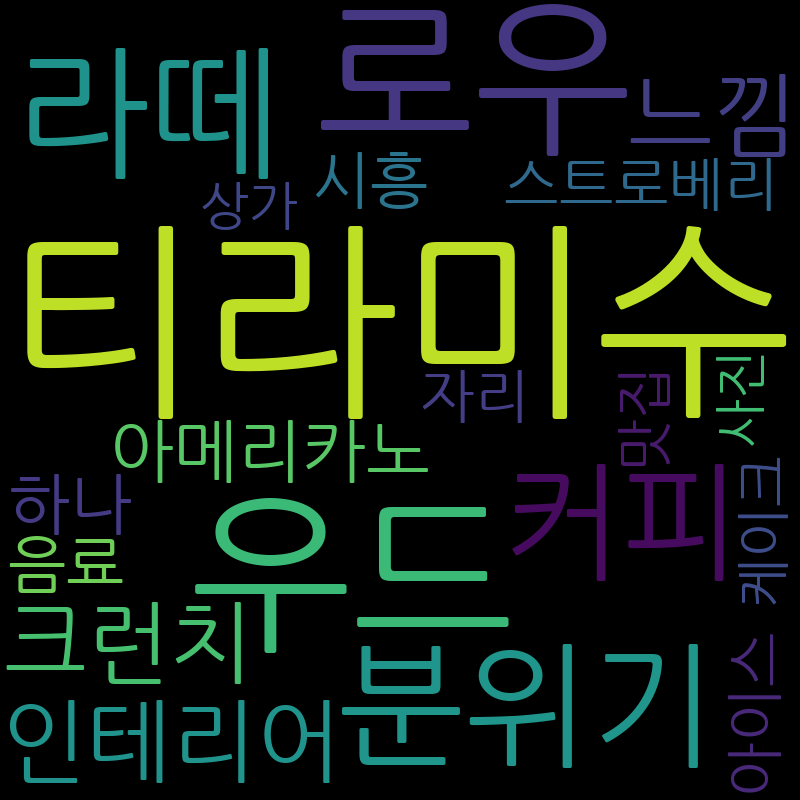 라떼
로우
느낌
시흥
스트로베리
상가
티라미수
자리
맛집
사진
아메리카노
하나
커피
케이크
우드
음료
크런치
분위기
아이스
인테리어